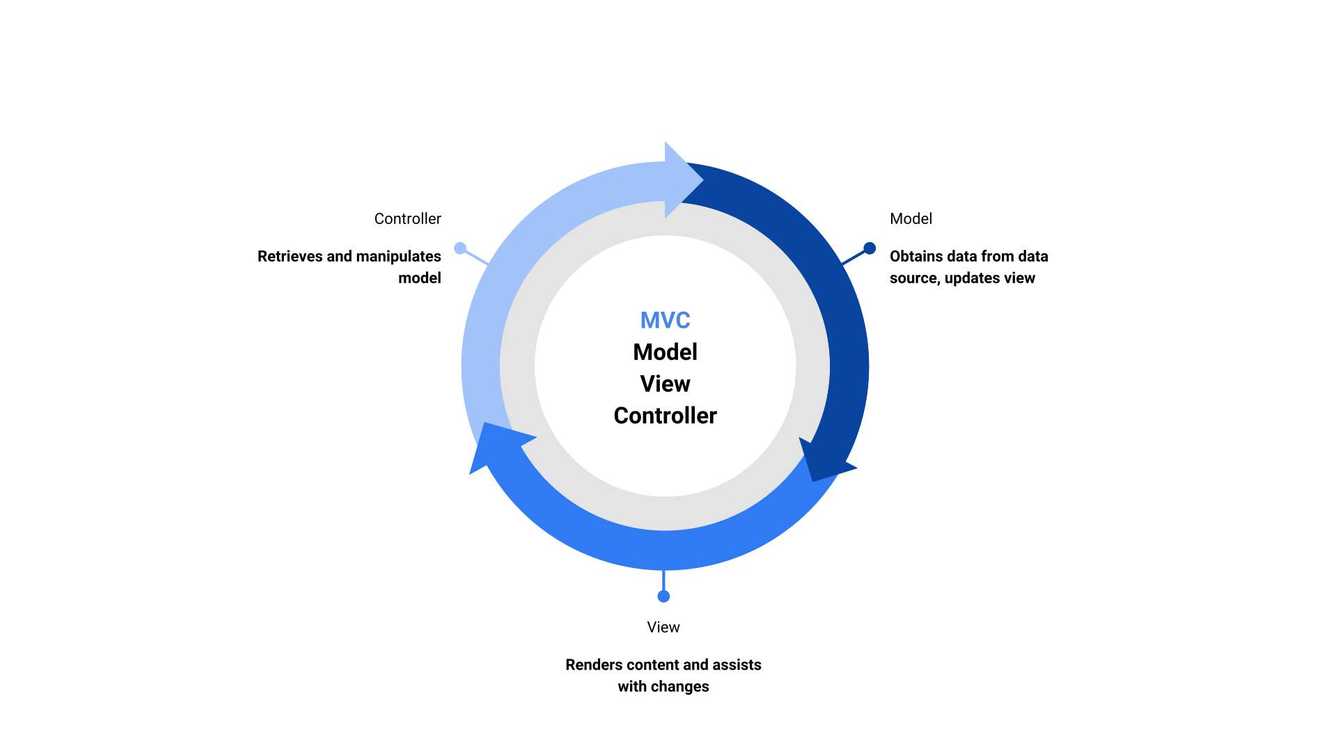 Controller
Retrieves and manipulates
model
Model
Obtains data from data
source, updates view
MVC
Model
View
Controller
View
Renders content and assists
with changes